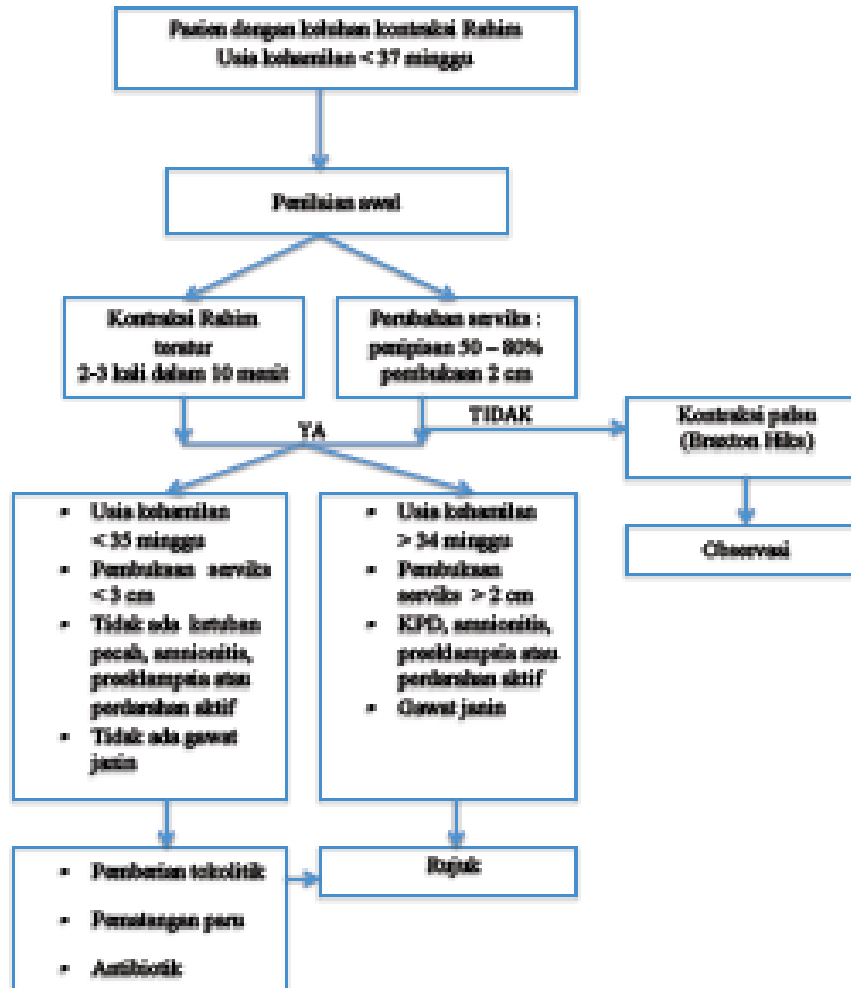 Pasien dengan keluhan kontraksi Rahim
Usia kehamilan < 37 minggu
Penilaian awal
Kontraksi Rahim
teratur
2-3 kali dalam 10 menit
Perubahan serviks :
penipisan 50 – 80%
pembukaan 2 cm
YA
TIDAK
Kontraksi palsu
(Braxton Hiks)
Observasi
• Usia kehamilan
< 35 minggu
• Pembukaan serviks
< 3 cm
• Tidak ada ketuban
pecah, amnionitis,
preeklampsia atau
perdarahan aktif
• Tidak ada gawat
janin
• Usia kehamilan
> 34 minggu
• Pembukaan
serviks > 2 cm
• KPD, amnionitis,
preeklampsia atau
perdarahan aktif
• Gawat janin
• Pemberian tokolitik
• Pematangan paru
• Antibiotik
Rujuk